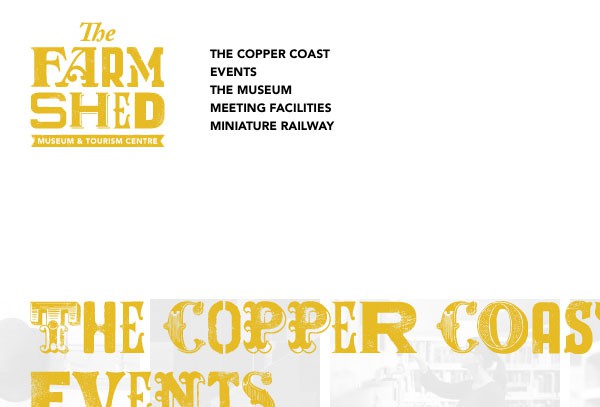 The
FARM
SHED
MUSEUM & TOURISM CENTRE
THE COPPER COAST
EVENTS
THE MUSEUM
MEETING FACILITIES
MINIATURE RAILWAY
THE COPPER COAST
EVENTS